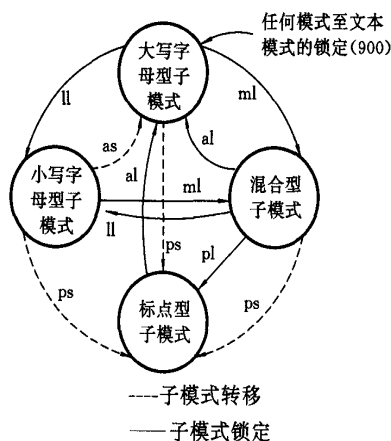 任何模式至文本
模式的锁定(900)
大写字
母型子
模式
ll
ml
as
al
al
小写字
母型子
模式
ml
混合型
子模式
ll
ps
pl
ps
ps
标点型
子模式
---子模式转移
——子模式锁定